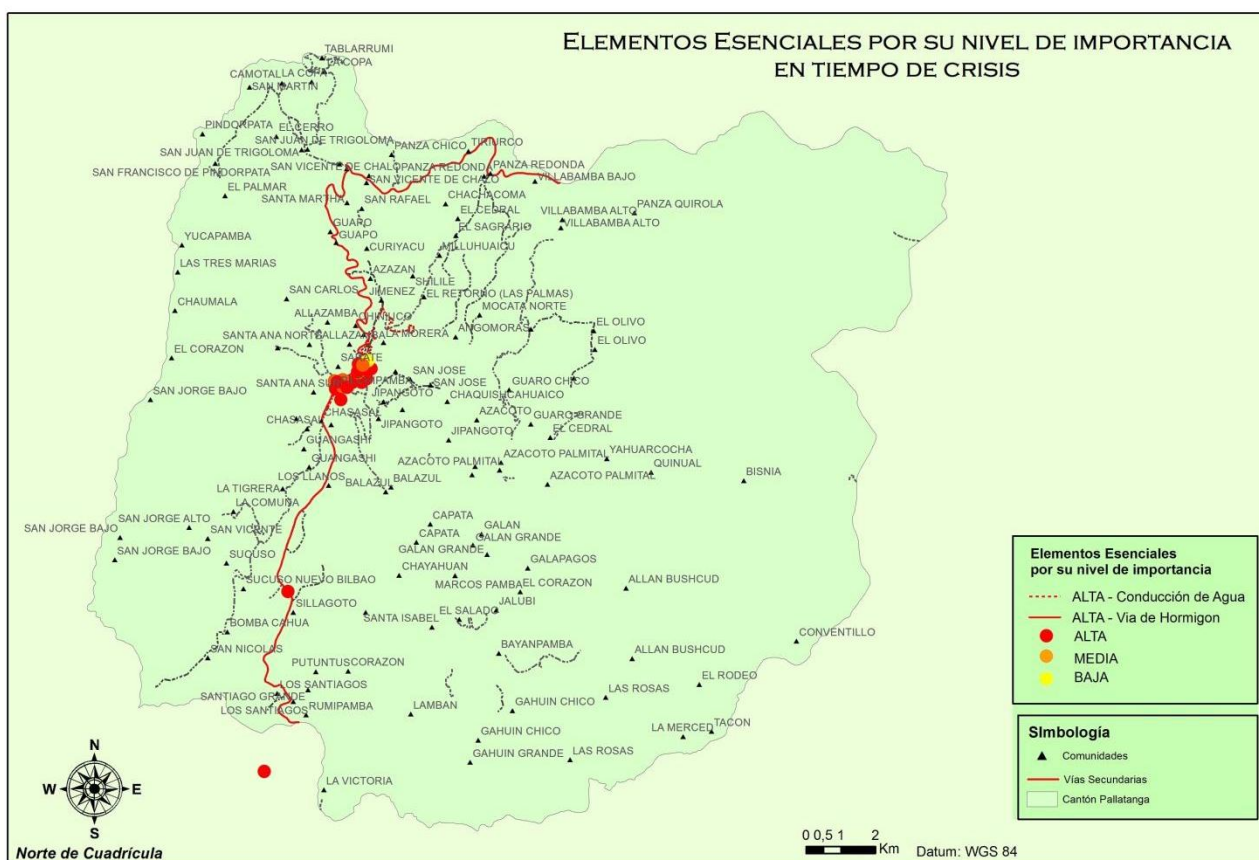 ELEMENTOS ESENCIALES POR SU NIVEL DE IMPORTANCIA
EN TIEMPO DE CRISIS
TABLARRUMI
LA COPA
CAMOTAL
LA COPA
SAN MARTIN
PINDORPATA
EL CERRO
SAN JUAN DE TRIGOLOMA
SAN JUAN DE TRIGOLOMA
PANZA CHICO
TIRIURCO
SAN FRANCISCO DE PINDORPATA
SAN VICENTE DE CHALO
PANZA REDONDA
PANZA REDONDA
SAN VICENTE DE CHAZO
VILLABAMBA BAJO
EL PALMAR
SANTA MARTHA
SAN RAFAEL
CHACHACOMA
EL CEDRAL
VILLABAMBA ALTO
PANZA QUIROLA
VILLABAMBA ALTO
GUARO
EL SAGRARIO
YUCAPAMBA
GUAPO
CURIYACU
MILLUHUAICU
LAS TRES MARIAS
AZAZAN
SHILILE
SAN CARLOS
JIMENEZ
EL RETORNO (LAS PALMAS)
CHAUMALA
ALLAZAMBA
CHINIUCO
MOCATA NORTE
SANTA ANA NORTE
ALLAZAMBA
LA MORERA
ANGOMORAS
EL OLIVO
EL OLIVO
EL CORAZON
SAN JOSE
SAN JORGE BAJO
SANTA ANA SUR
SAN JOSE
GUARO CHICO
JIPANGOTO
CHAQUISHCAHUAICO
CHASASAL
CHASASAL
JIPANGOTO
AZACOTO
GUARO GRANDE
JIPANGOTO
EL CEDRAL
GUANGASHI
GUANGASHI
AZACOTO PALMITAL
AZACOTO PALMITAL
YAHUARCOCHA
LOS LLANOS
BALAZUL
BALAZUL
AZACOTO PALMITAL
QUINUAL
BISNIA
LA TIGRERA
LA COMUNA
SAN JORGE BAJO
SAN JORGE ALTO
SAN VICENTE
CAPATA
GALAN
CAPATA
GALAN GRANDE
SAN JORGE BAJO
SUCUSO
GALAN GRANDE
GALAPAGOS
CHAYAHUAN
SUCUSO NUEVO BILBAO
MARCOS PAMBA
EL CORAZON
ALLAN BUSHCUD
SILLAGOTO
SANTA ISABEL
EL SALADO
JALUBI
BOMBA CAHUA
CONVENTILLO
SAN NICOLAS
BAYANPAMBA
ALLAN BUSHCUD
PUTUNTUS
CORAZON
EL RODEO
LOS SANTIAGOS
SANTIAGO GRANDE
LOS SANTIAGOS
RUMIPAMBA
LAMBAN
GAHUIN CHICO
LAS ROSAS
GAHUIN CHICO
LA MERCED
TACON
GAHUIN GRANDE
LAS ROSAS
LA VICTORIA
Elementos Esenciales
por su nivel de importancia
ALTA - Conducción de Agua
ALTA - Via de Hormigon
ALTA
MEDIA
BAJA
SImbología
Comunidades
Vías Secundarias
Cantón Pallatanga
N
W E
S
Norte de Cuadrícula
0 0,5 1 2
Km
Datum: WGS 84